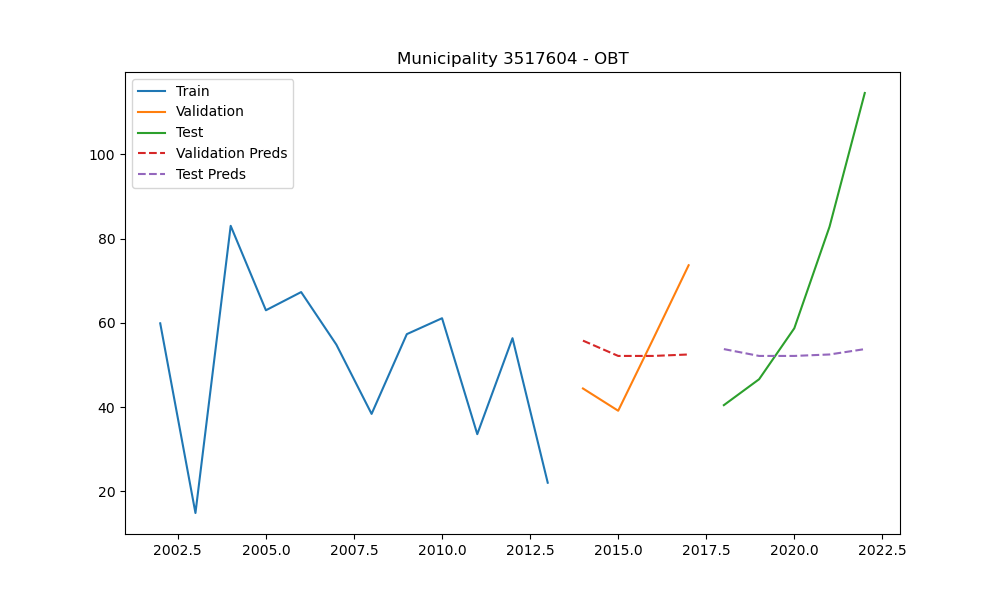 Municipality 3517604 - OBT
Train
Validation
Test
Validation Preds
Test Preds
100
80
60
40
20
2002.5 2005.0 2007.5 2010.0 2012.5 2015.0 2017.5 2020.0 2022.5